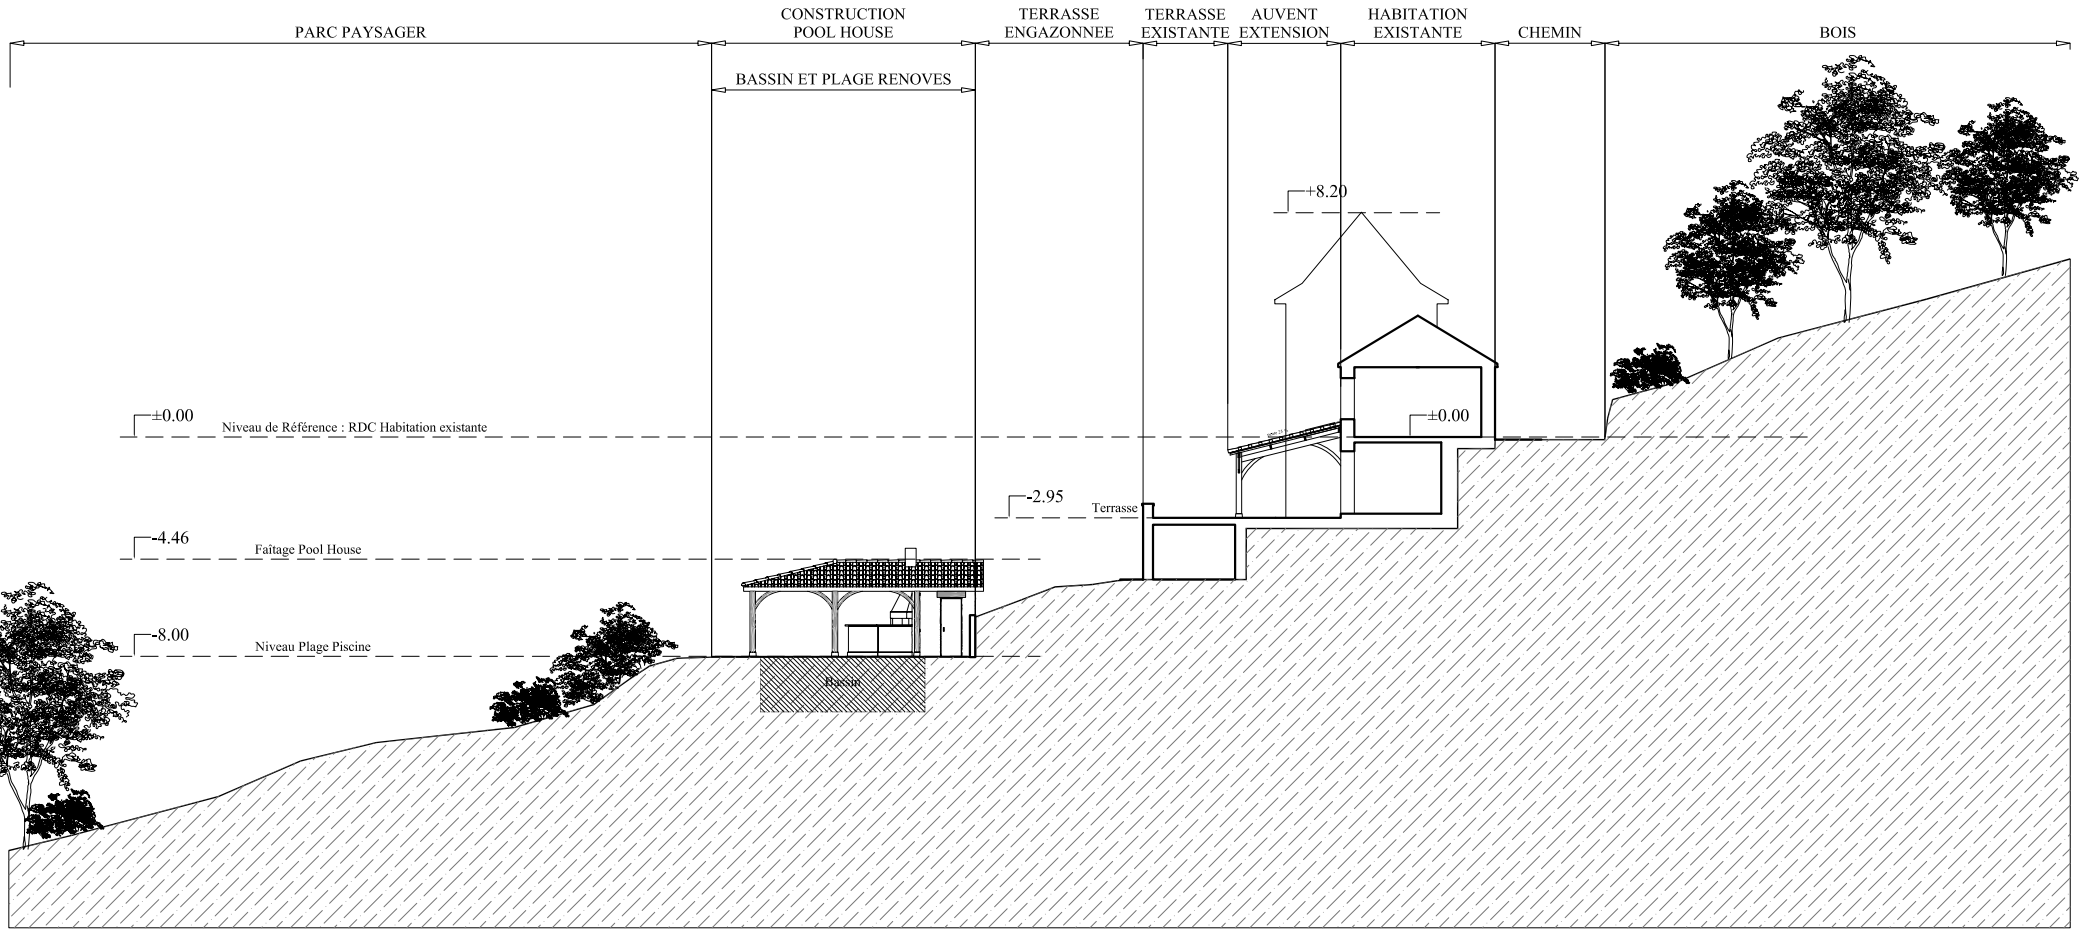 PARC PAYSAGER
CONSTRUCTION
POOL HOUSE
TERRASSE
ENGAZONNEE
TERRASSE
EXISTANTE
AUVENT
EXTENSION
HABITATION
EXISTANTE
CHEMIN
BOIS
BASSIN ET PLAGE RENOVES
+8.20
±0.00
Niveau de Référence : RDC Habitation existante
±0.00
-2.95
Terrasse
-4.46
Faîtage Pool House
-8.00
Niveau Plage Piscine
Bassin